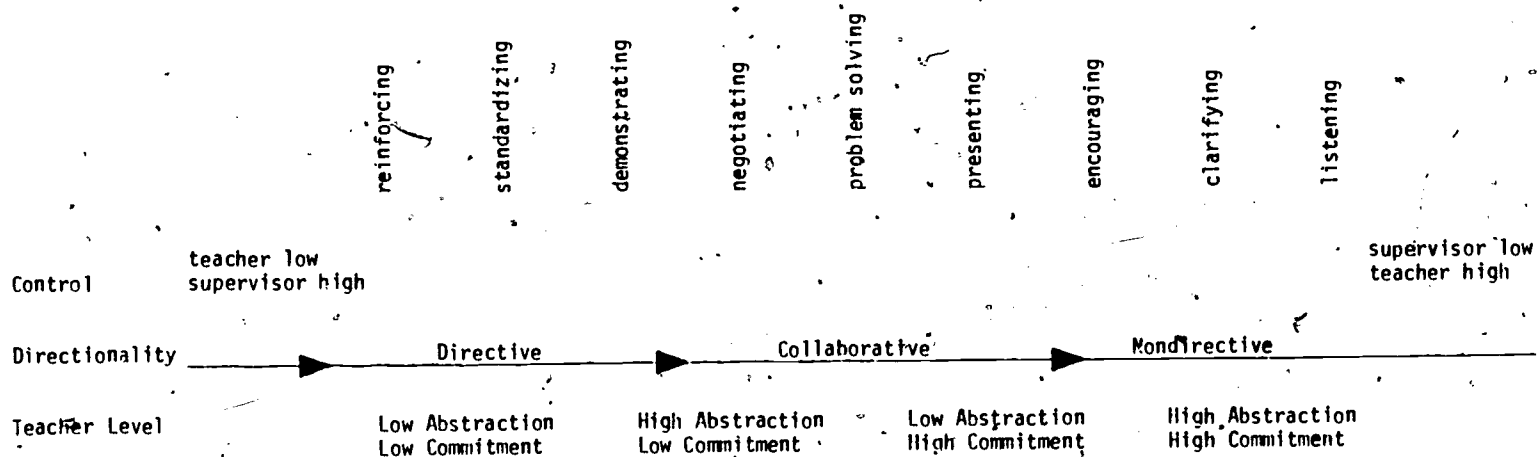 reinforcing
standardizing
demonstrating
negotiating
problem solving
presenting
encouraging
clarifying
listening
Control
teacher low
supervisor high
supervisor low
teacher high
Directionality
Directive
Collaborative
Nondirective
Teacher Level
Low Abstraction
Low Commitment
High Abstraction
Low Commitment
Low Abstraction
High Commitment
High Abstraction
High Commitment